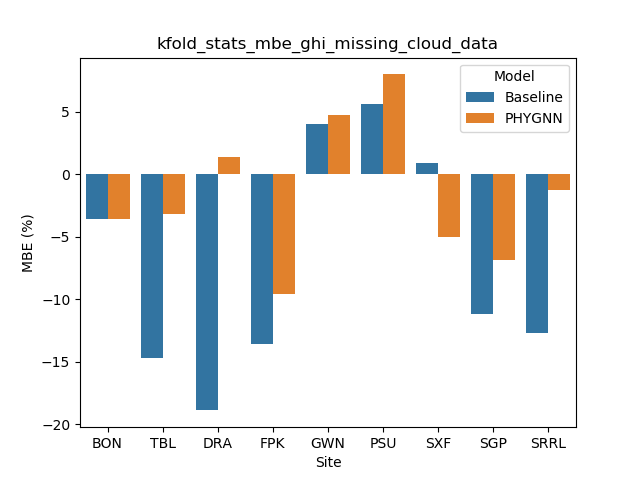 kfold_stats_mbe_ghi_missing_cloud_data
Model
Baseline
PHYGNN
MBE (%)
5
0
−5
−10
−15
−20
BON TBL DRA FPK GWN PSU SXF SGP SRRL
Site